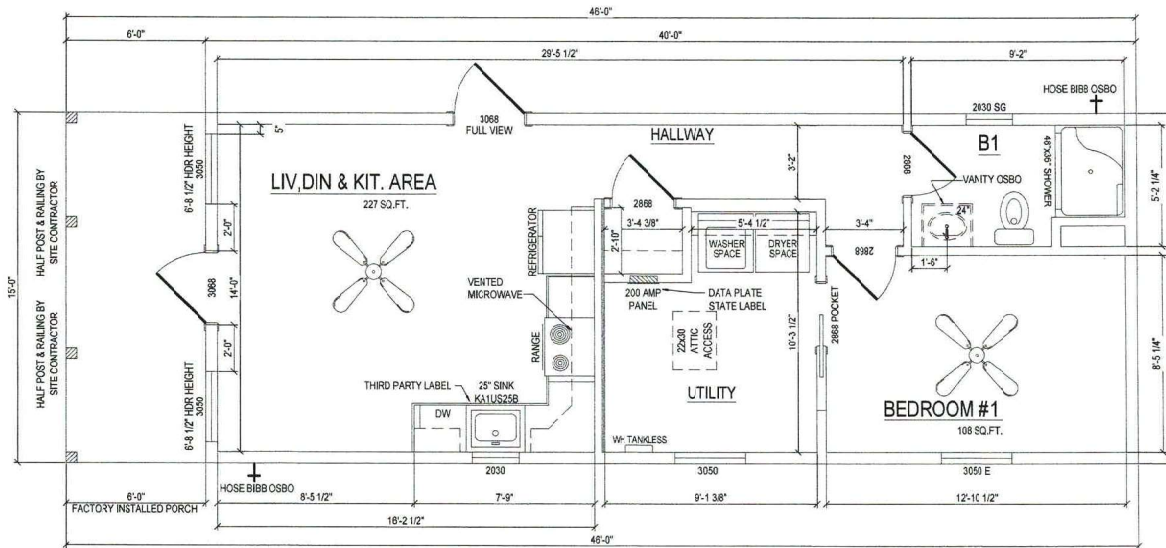 46'-0"
6'-0"
40'-0"
29'-5 1/2"
9'-2"
HOSE BIBB OSBO
2030 SG
5"
1068
FULL VIEW
HALLWAY
B1
48"x36" SHOWER
5'-2 1/4"
3'-2"
2868
VANITY OSBO
24"
1'-6"
6'-8 1/2" HDR HEIGHT
3050
LIV,DIN & KIT. AREA
227 SQ.FT.
HALF POST & RAILING BY
SITE CONTRACTOR
15'-0"
2'-0"
3068
14'-0"
2'-0"
HALF POST & RAILING BY
SITE CONTRACTOR
6'-8 1/2" HDR HEIGHT
3050
REFRIGERATOR
2868
3'-4 3/8"
2'-10"
5'-4 1/2"
WASHER
SPACE
DRYER
SPACE
3'-4"
2868
VENTED
MICROWAVE
RANGE
200 AMP
PANEL
DATA PLATE
STATE LABEL
22x30
ATTIC
ACCESS
10'-3 1/2"
2868 POCKET
8'-5 1/4"
THIRD PARTY LABEL
25" SINK
KA1US25B
DW
UTILITY
WH TANKLESS
BEDROOM #1
108 SQ.FT.
HOSE BIBB OSBO
2030
3050
3050 E
6'-0"
FACTORY INSTALLED PORCH
8'-5 1/2"
7'-9"
9'-1 3/8"
12'-10 1/2"
16'-2 1/2"
46'-0"